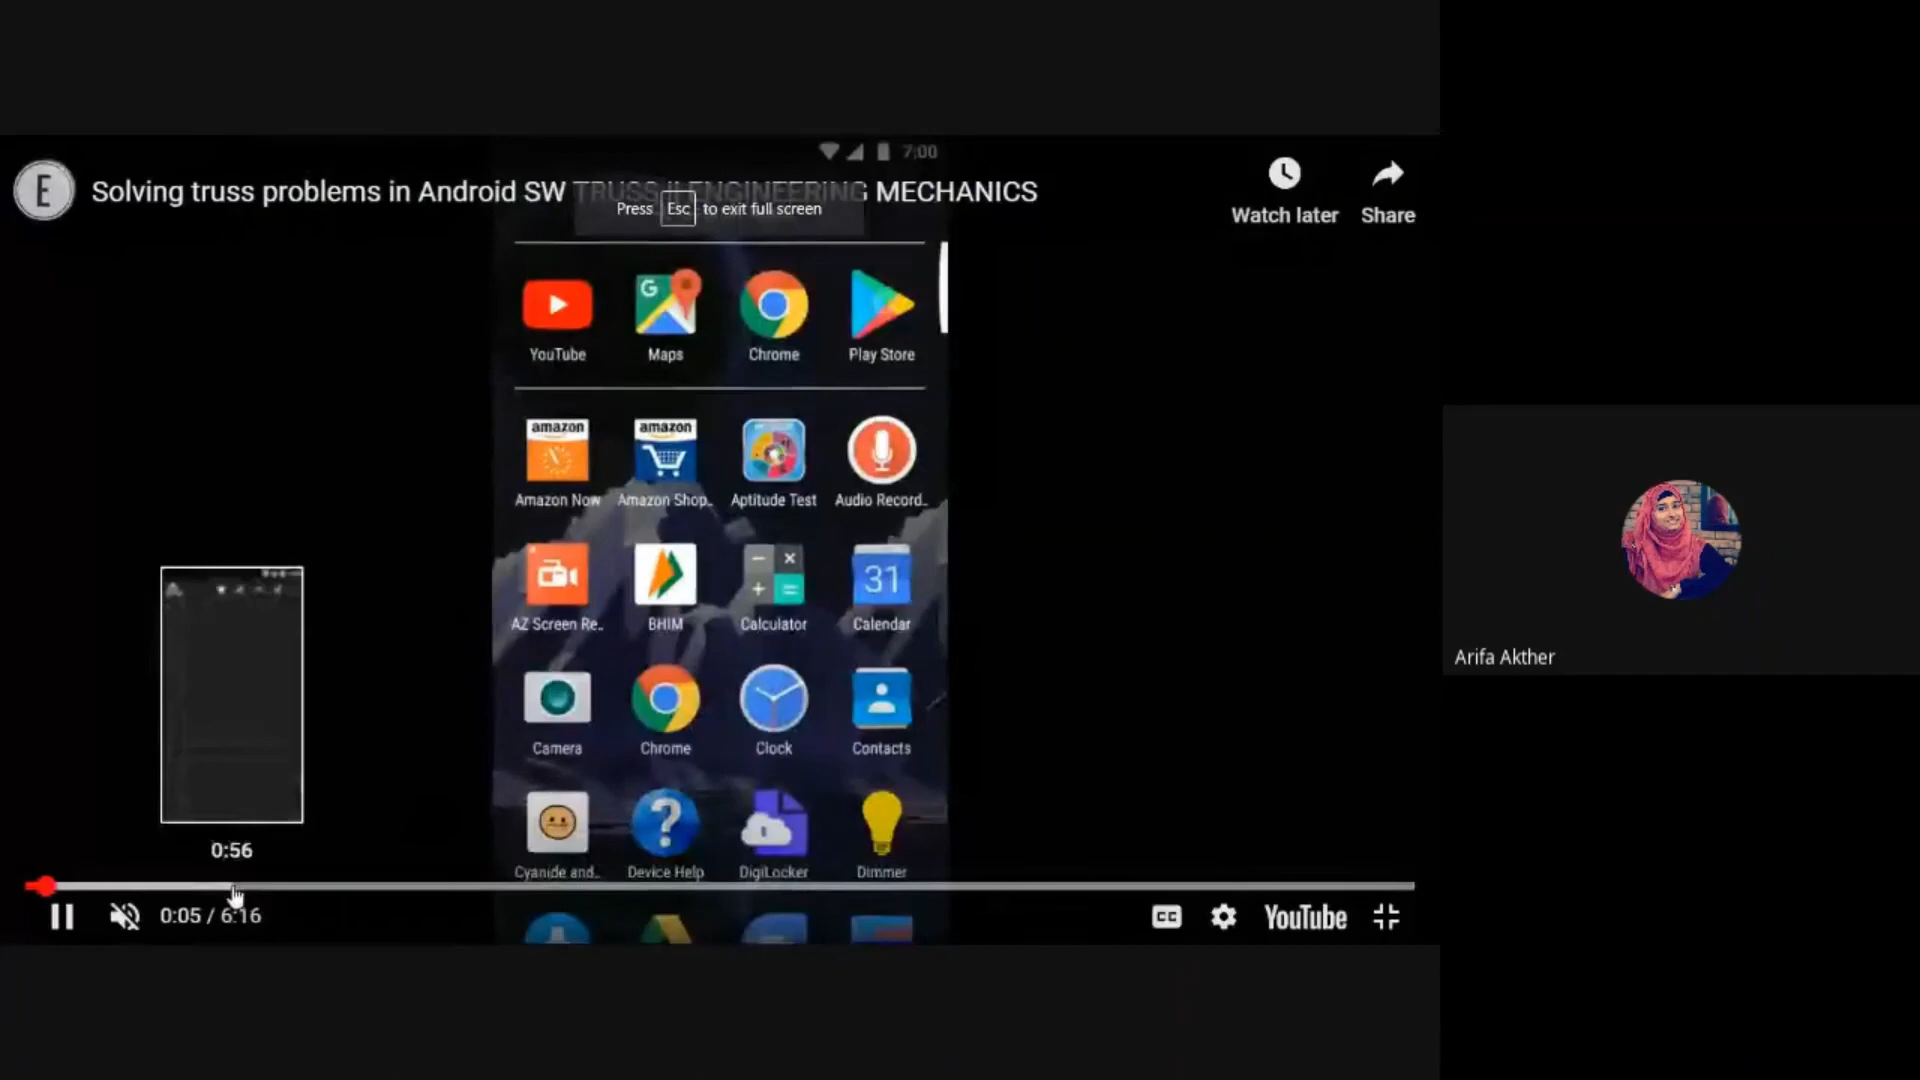 7:00
E
Solving truss problems in Android SW TRUSS || ENGINEERING MECHANICS
Press Esc to exit full screen
Watch later
Share
YouTube
Maps
Chrome
Play Store
amazon
amazon
Amazon Now
Amazon Shop..
Aptitude Test
Audio Record..
31
AZ Screen Re..
BHIM
Calculator
Calendar
Camera
Chrome
Clock
Contacts
Cyanide and..
Device Help
DigiLocker
Dimmer
0:56
0:05 / 6:16
CC
YouTube
Arifa Akther